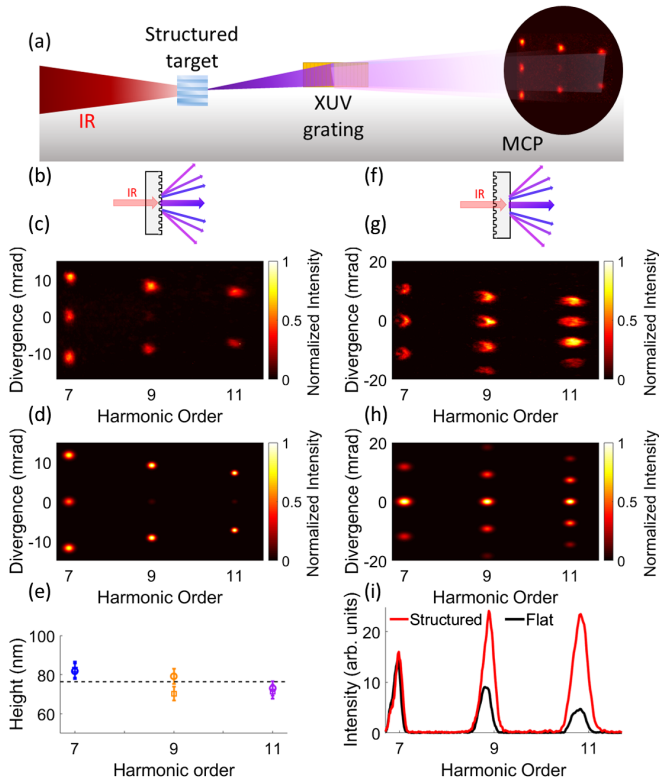 (a)
Structured
target
IR
XUV
grating
MCP
(b)
IR
(c)
Divergence (mrad)
10
0
-10
7
9
11
Harmonic Order
1
0.5
0
Normalized Intensity
(d)
Divergence (mrad)
10
0
-10
7
9
11
Harmonic Order
1
0.5
0
Normalized Intensity
(e)
Height (nm)
100
80
60
7
9
11
Harmonic order
(f)
IR
(g)
Divergence (mrad)
20
0
-20
7
9
11
Harmonic Order
1
0.5
0
Normalized Intensity
(h)
Divergence (mrad)
20
0
-20
7
9
11
Harmonic Order
1
0.5
0
Normalized Intensity
(i)
Intensity (arb. units)
20
10
0
Structured
Flat
7
9
11
Harmonic order